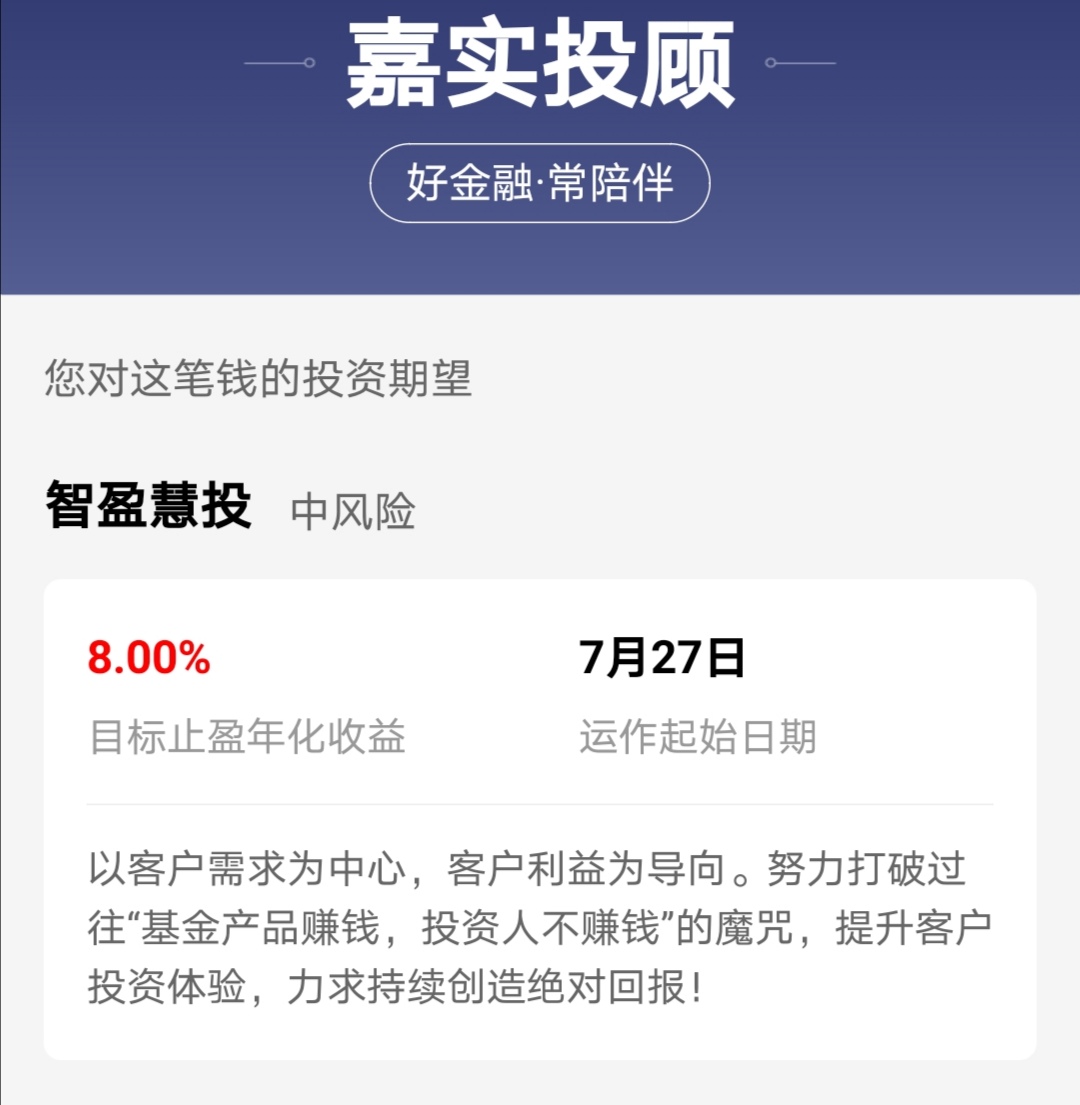 嘉实投顾
好金融·常陪伴
您对这笔钱的投资期望
智盈慧投 中风险
8.00% 7月27日
目标止盈年化收益 运作起始日期
以客户需求为中心，客户利益为导向。努力打破过
往“基金产品赚钱，投资人不赚钱”的魔咒，提升客户
投资体验，力求持续创造绝对回报！